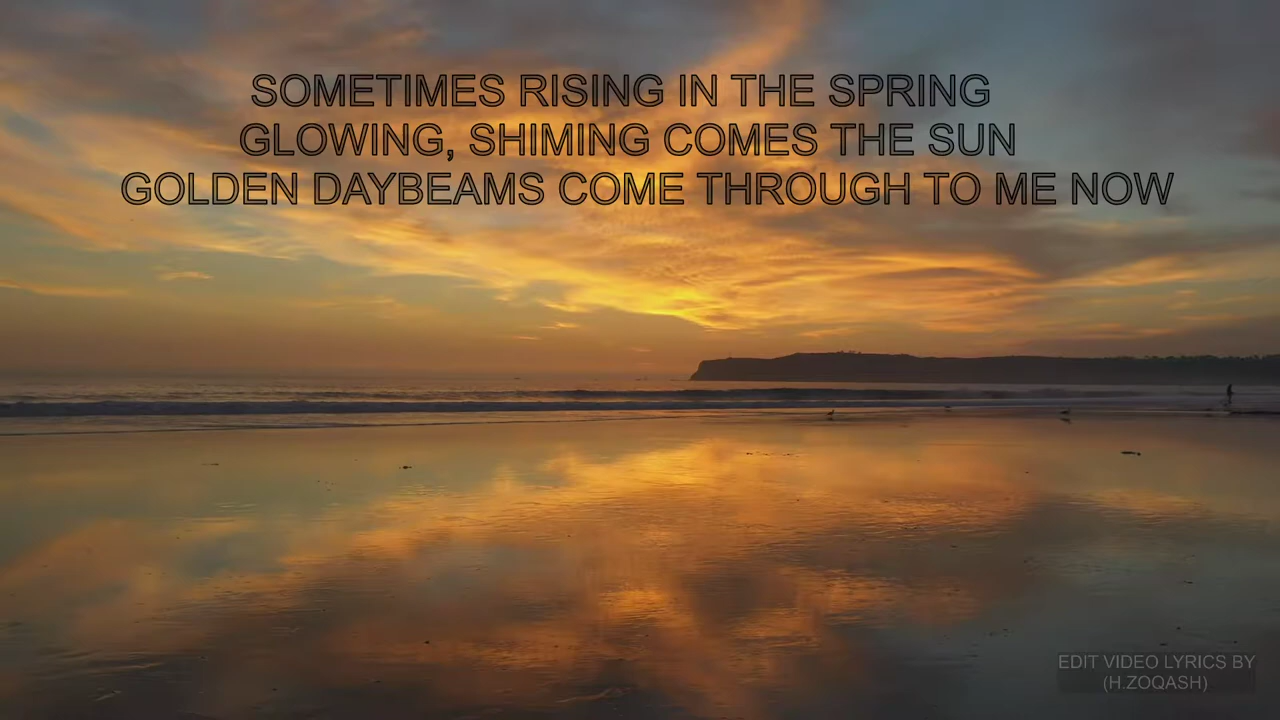 SOMETIMES RISING IN THE SPRING
GLOWING, SHIMING COMES THE SUN
GOLDEN DAYBEAMS COME THROUGH TO ME NOW
EDIT VIDEO LYRICS BY
(H.ZOQASH)